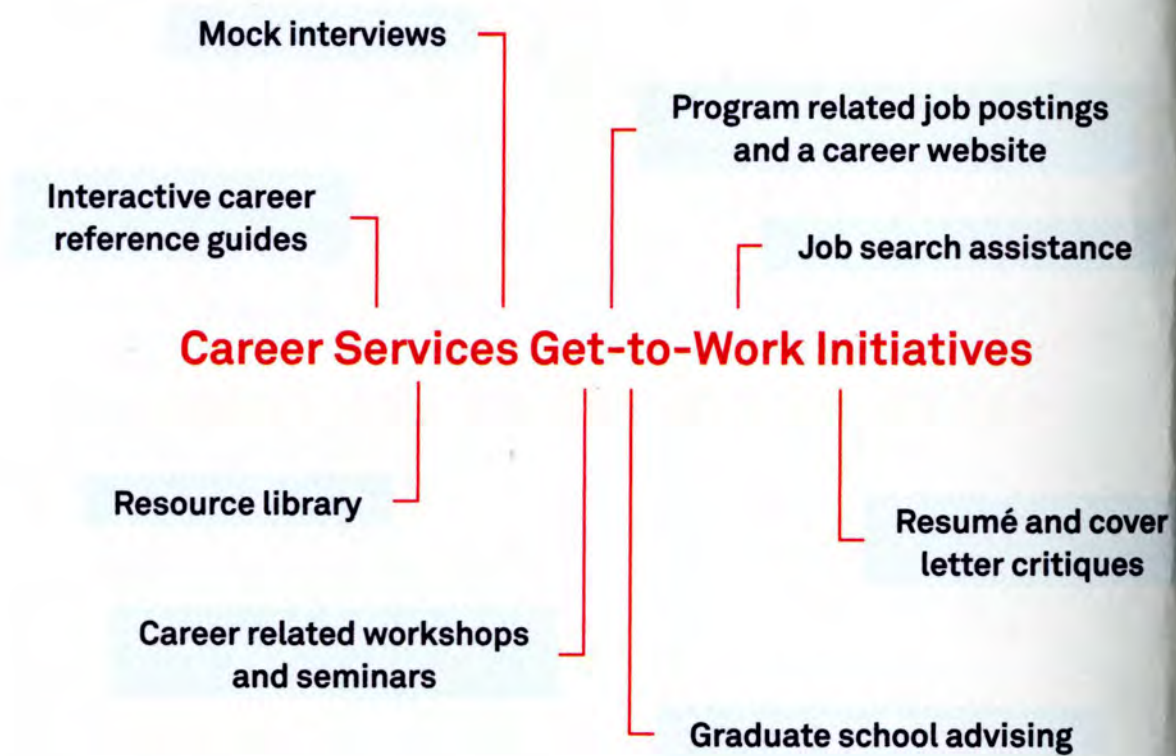 Mock interviews
Program related job postings
and a career website
Interactive career
reference guides
Job search assistance
Career Services Get-to-Work Initiatives
Resource library
Resumé and cover
letter critiques
Career related workshops
and seminars
Graduate school advising